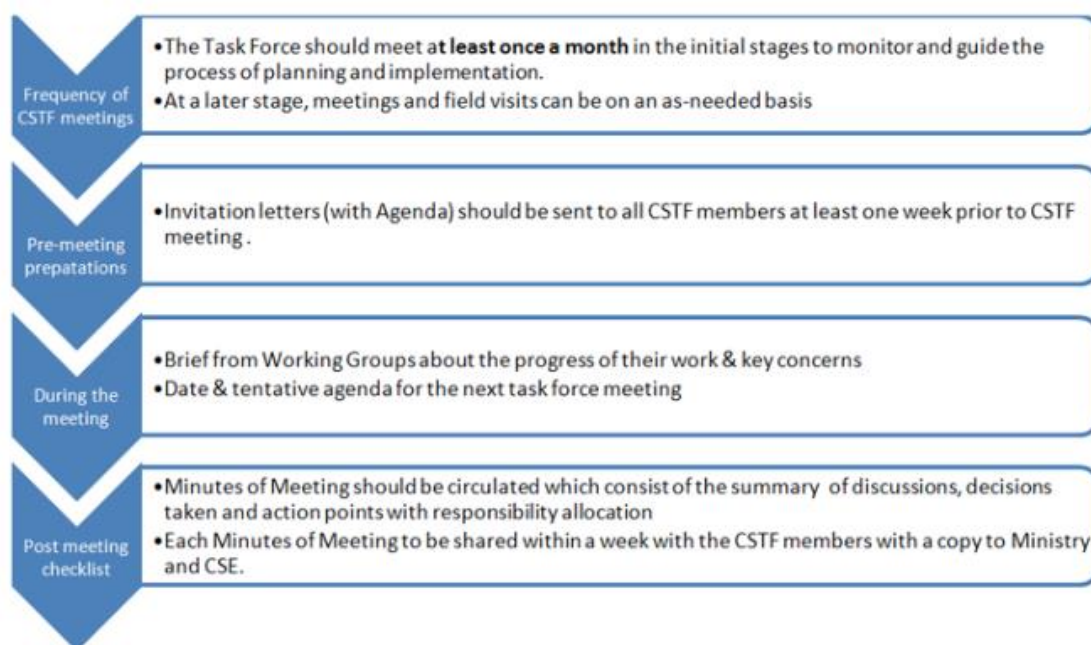 Frequency of
CSTF meetings
•The Task Force should meet at least once a month in the initial stages to monitor and guide the
process of planning and implementation.
•At a later stage, meetings and field visits can be on an as-needed basis
Pre-meeting
prepatations
•Invitation letters (with Agenda) should be sent to all CSTF members at least one week prior to CSTF
meeting .
During the
meeting
•Brief from Working Groups about the progress of their work & key concerns
•Date & tentative agenda for the next task force meeting
Post meeting
checklist
•Minutes of Meeting should be circulated which consist of the summary of discussions, decisions
taken and action points with responsibility allocation
•Each Minutes of Meeting to be shared within a week with the CSTF members with a copy to Ministry
and CSE.